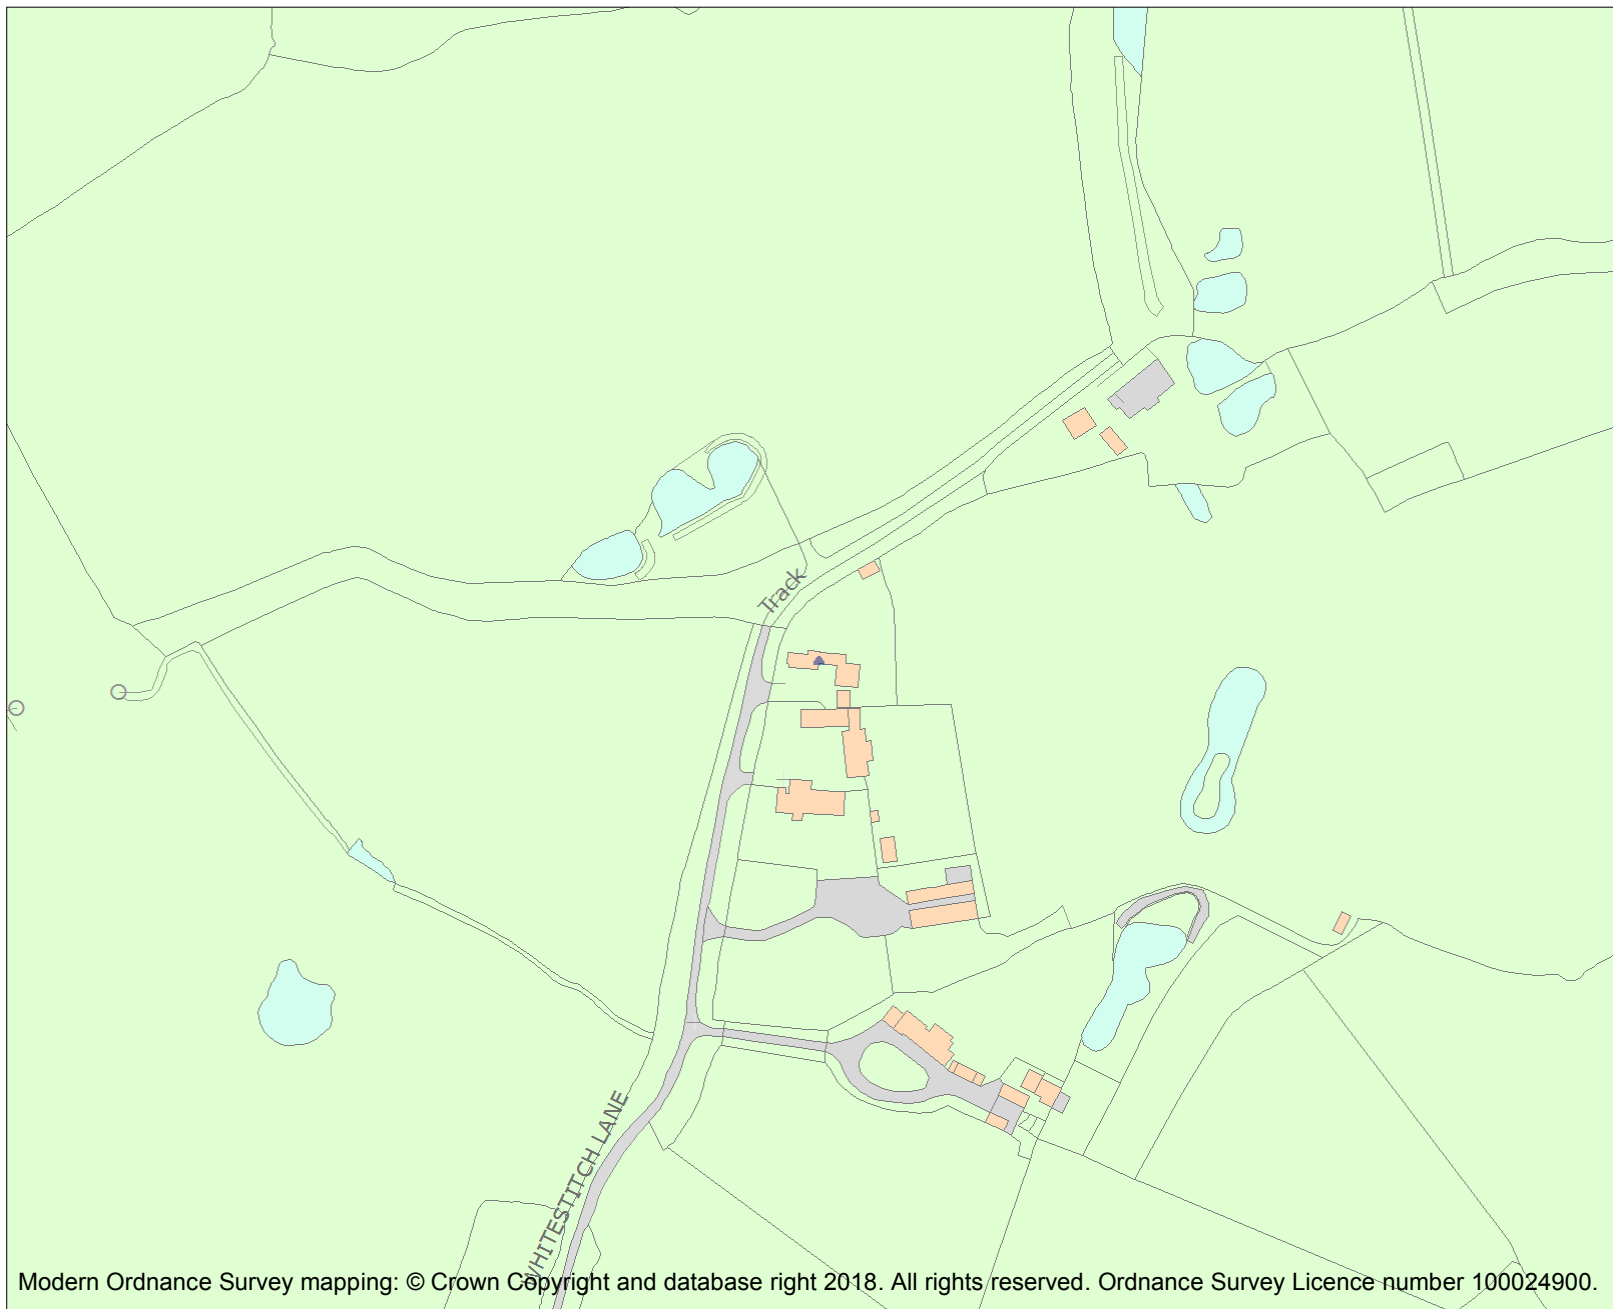 Track
WHITESTITCH LANE
Modern Ordnance Survey mapping: © Crown Copyright and database right 2018. All rights reserved. Ordnance Survey Licence number 100024900.